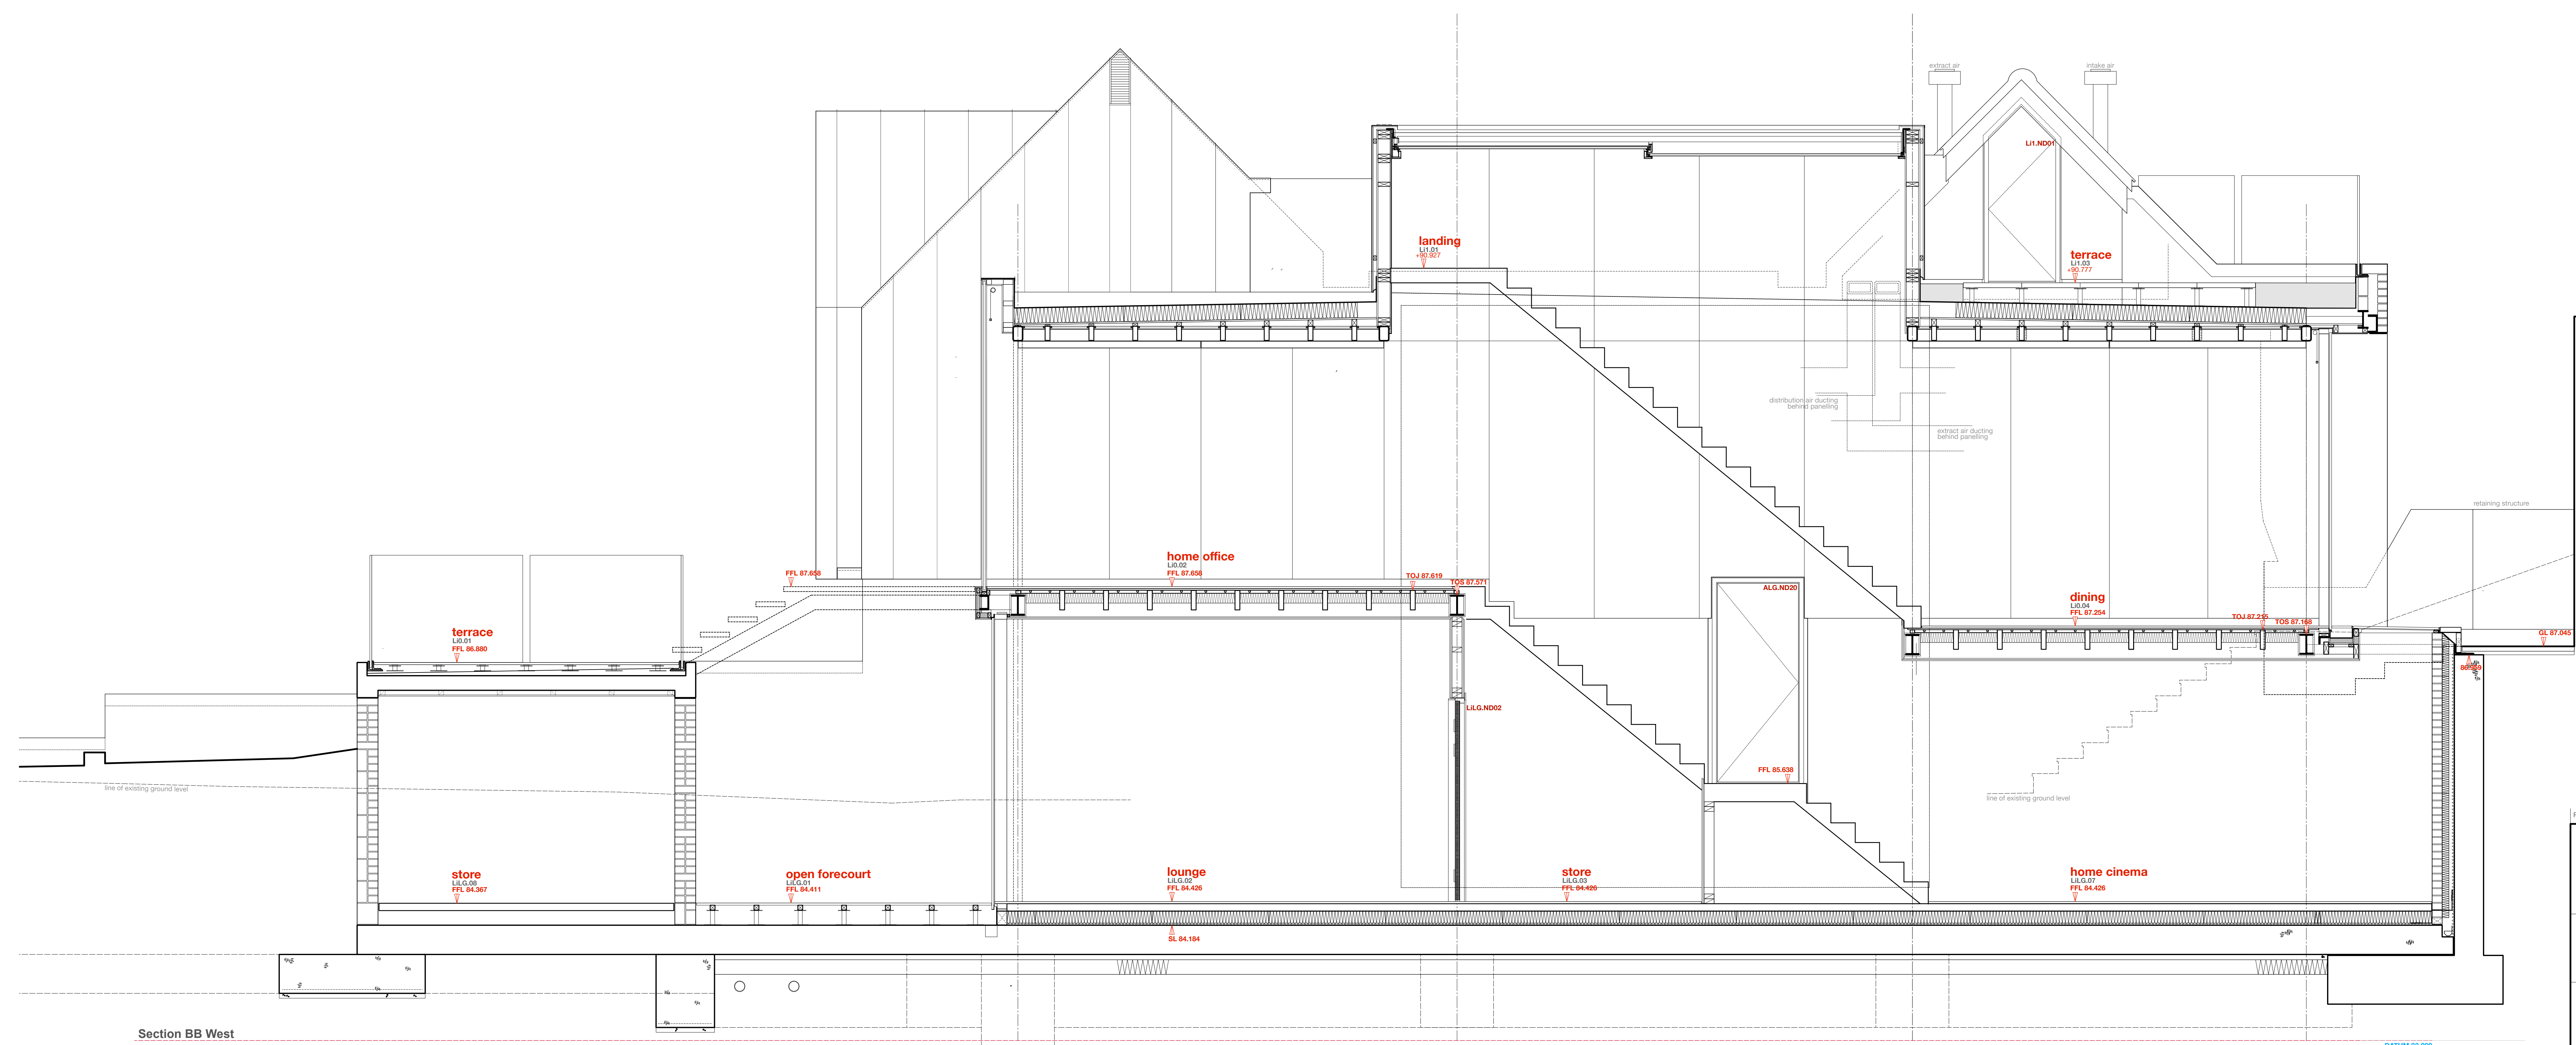 extract air
intake air
Li1.ND01
landing
Li1.01
+90.927
terrace
Li1.03
+90.777
distribution air ducting
behind panelling
extract air ducting
behind panelling
retaining structure
FFL 87.658
home office
Li0.02
FFL 87.658
TOJ 87.619
TOS 87.571
ALG.ND20
dining
Li0.04
FFL 87.254
TOJ 87.215
TOS 87.168
GL 87.045
terrace
Li0.01
FFL 86.880
LiLG.ND02
FFL 85.638
line of existing ground level
line of existing ground level
store
LiLG.08
FFL 84.367
open forecourt
LiLG.01
FFL 84.411
lounge
LiLG.02
FFL 84.426
store
LiLG.03
FFL 84.426
home cinema
LiLG.07
FFL 84.426
SL 84.184
Section BB West